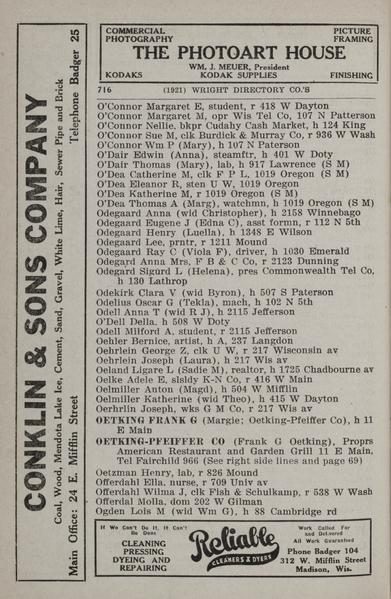 CONKLIN & SONS COMPANY
Coal, Wood, Mendota Lake Ice, Cement, Sand, Gravel, White Lime, Hair, Sewer Pipe and Brick
Main Office: 24 E. Mifflin Street
Telephone Badger 25
COMMERCIAL PHOTOGRAPHY
PICTURE FRAMING
THE PHOTOART HOUSE
WM. J. MEUER, President
KODAKS KODAK SUPPLIES FINISHING
716 (1921) WRIGHT DIRECTORY CO.'S
O'Connor Margaret E, student, r 418 W Dayton
O'Connor Margaret M, opr Wis Tel Co, 107 N Patterson
O'Connor Nellie, bkpr Cudahy Cash Market, h 124 King
O'Connor Sue M, clk Burdick & Murray Co, r 936 W Wash
O'Connor Wm P (Mary), h 107 N Paterson
O'Dair Edwin (Anna), steamftr, h 401 W Doty
O'Dair Thomas (Mary), lab, h 917 Lawrence (S M)
O'Dea Catherine M, clk F P L, 1019 Oregon (S M)
O'Dea Eleanor R, sten U W, 1019 Oregon
O'Dea Katherine M, r 1019 Oregon (S M)
O'Dea Thomas A (Marg), watchmn, h 1019 Oregon (S M)
Odegaard Anna (wid Christopher), h 2158 Winnebago
Odegaard Eugene J (Edna C), asst formn, r 112 N 5th
Odegaard Henry (Luella), h 1348 E Wilson
Odegaard Lee, prntr, r 1211 Mound
Odegaard Ray C (Viola F), driver, h 1030 Emerald
Odegard Anna Mrs, F B & C Co, r 2123 Dunning
Odegard Sigurd L (Helena), pres Commonwealth Tel Co,
h 130 Lathrop
Odekirk Clara V (wid Byron), h 507 S Paterson
Odelius Oscar G (Tekla), mach, h 102 N 5th
Odell Anna T (wid R J), h 2115 Jefferson
O'Dell Della, h 508 W Doty
Odell Milford A, student, r 2115 Jefferson
Oehler Bernice, artist, h A, 237 Langdon
Oehrlein George Z, clk U W, r 217 Wisconsin av
Oehrlein Joseph (Laura), h 217 Wis av
Oeland Ligare L (Sadie M), realtor, h 1725 Chadbourne av
Oelke Adele E, slsldy K-N Co, r 416 W Main
Oelmiller Anton (Magd), h 504 W Mifflin
Oelmiller Katherine (wid Theo), h 415 W Dayton
Oerhrlin Joseph, wks G M Co, r 217 Wis av
OETKING FRANK G (Margie; Oetking-Pfeiffer Co), h 11
E Main
OETKING-PFEIFFER CO (Frank G Oetking), Proprs
American Restaurant and Garden Grill 11 E Main,
Tel Fairchild 966 (See right side lines and page 69)
Oetzman Henry, lab, r 826 Mound
Offerdahl Ella, nurse, r 709 Univ av
Offerdahl Wilma J, clk Fish & Schulkamp, r 538 W Wash
Offerdal Molla, dom 202 W Gilman
Ogden Lois M (wid Wm G), h 88 Cambridge rd
If We Can't Do It, It Can't Be Done
CLEANING
PRESSING
DYEING AND
REPAIRING
Reliable
CLEANERS & DYERS
Work Called For and Delivered
All Work Guaranteed
Phone Badger 104
312 W. Mifflin Street
Madison, Wis.